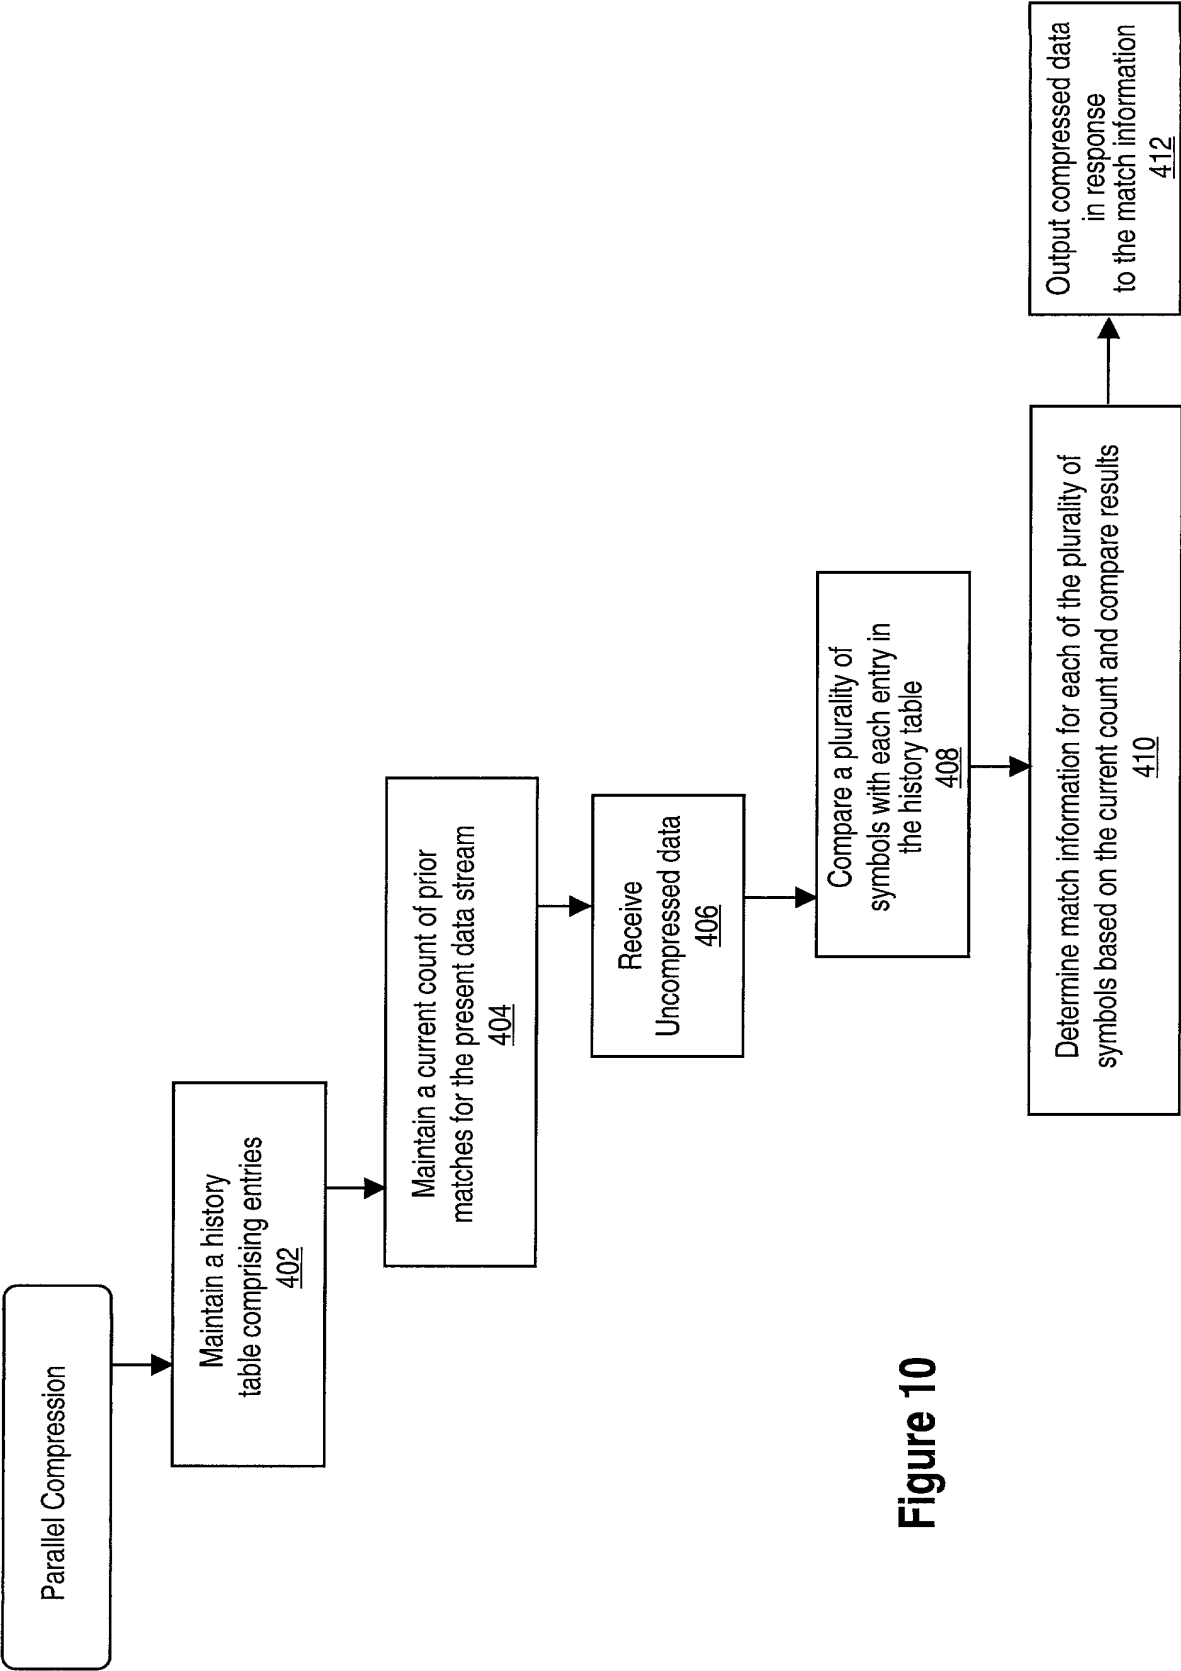 Parallel Compression
Maintain a history
table comprising entries
402
Maintain a current count of prior
matches for the present data stream
404
Receive
Uncompressed data
406
Compare a plurality of
symbols with each entry in
the history table
408
Determine match information for each of the plurality of
symbols based on the current count and compare results
410
Output compressed data
in response
to the match information
412
Figure 10